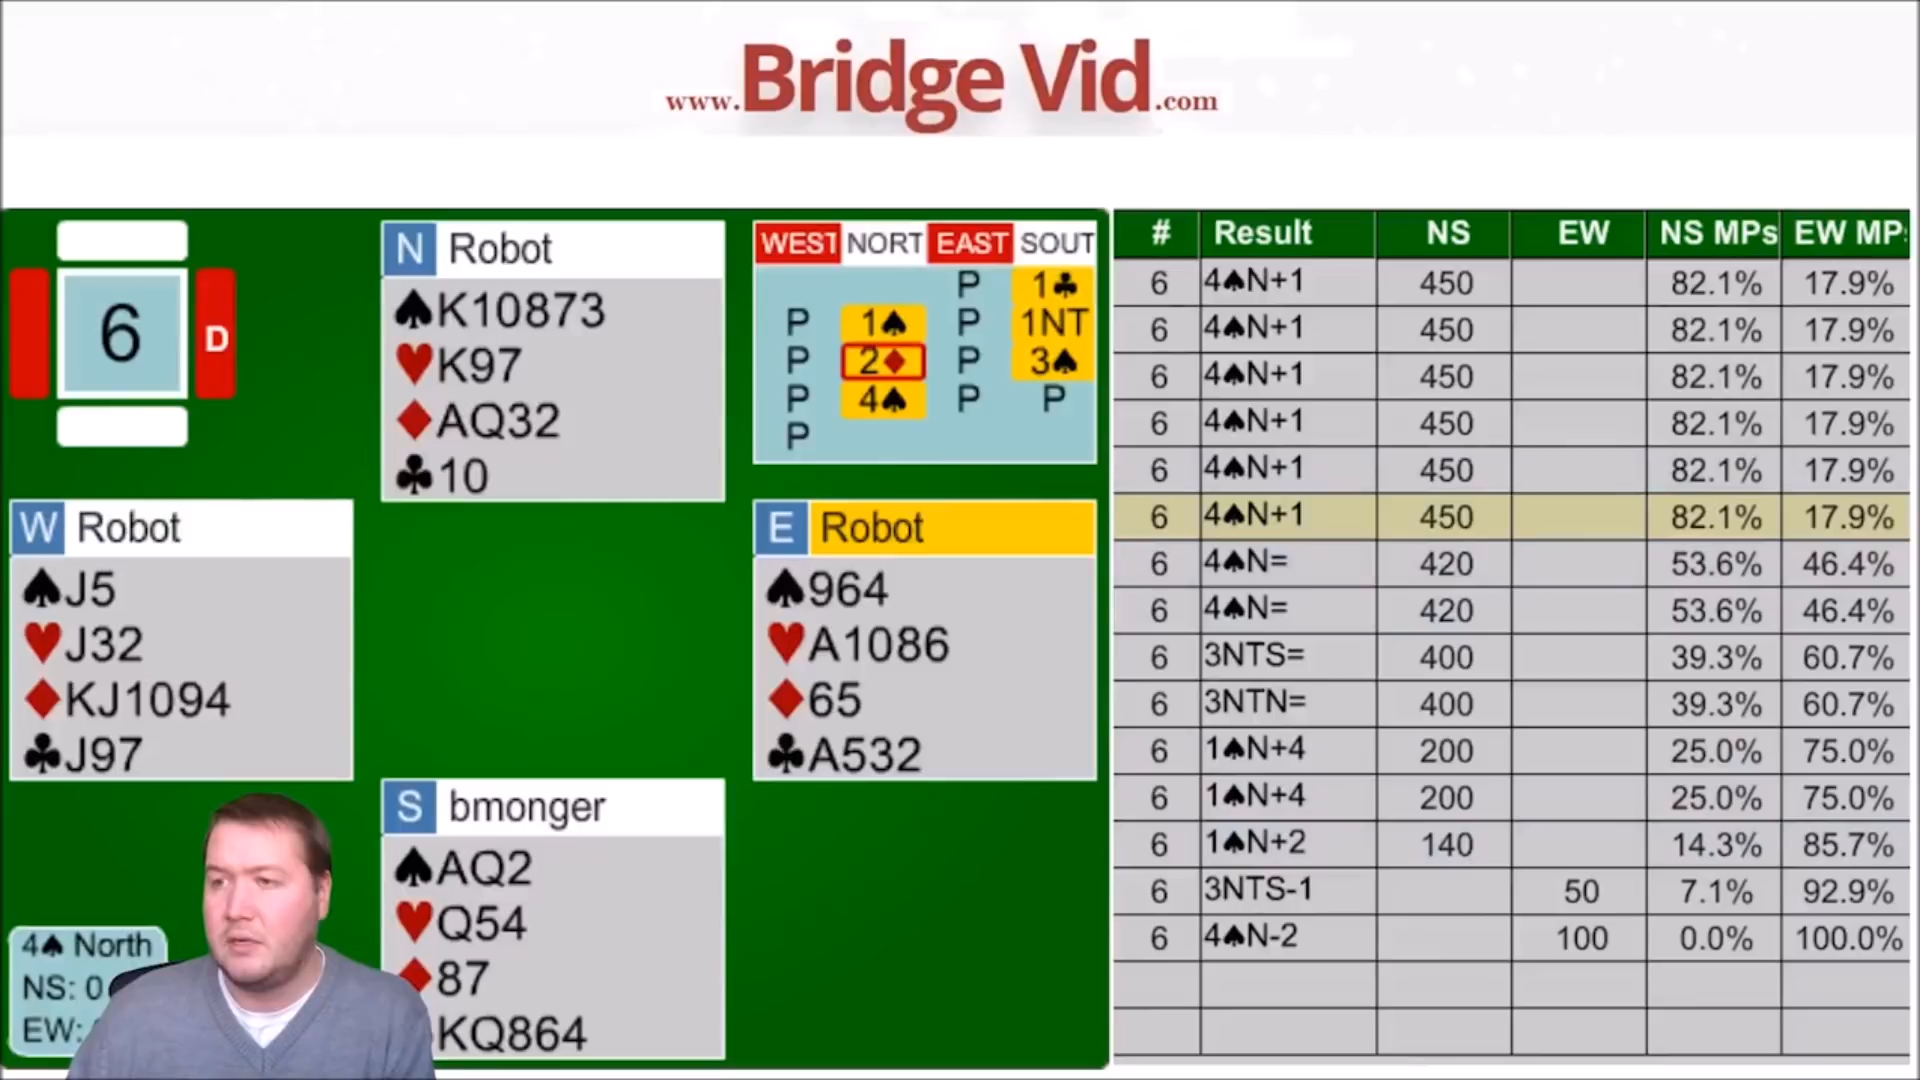 www.Bridge Vid.com
6
D
N Robot
♠K10873
♥K97
♦AQ32
♣10
WEST NORT EAST SOUT
P 1♣
P 1♠ P 1NT
P 2♦ P 3♠
P 4♠ P P
P
W Robot
♠J5
♥J32
♦KJ1094
♣J97
E Robot
♠964
♥A1086
♦65
♣A532
S bmonger
♠AQ2
♥Q54
♦87
KQ864
4♠ North
NS: 0
EW:
# Result NS EW NS MPs EW MP
6 4♠N+1 450 82.1% 17.9%
6 4♠N+1 450 82.1% 17.9%
6 4♠N+1 450 82.1% 17.9%
6 4♠N+1 450 82.1% 17.9%
6 4♠N+1 450 82.1% 17.9%
6 4♠N+1 450 82.1% 17.9%
6 4♠N= 420 53.6% 46.4%
6 4♠N= 420 53.6% 46.4%
6 3NTS= 400 39.3% 60.7%
6 3NTN= 400 39.3% 60.7%
6 1♠N+4 200 25.0% 75.0%
6 1♠N+4 200 25.0% 75.0%
6 1♠N+2 140 14.3% 85.7%
6 3NTS-1 50 7.1% 92.9%
6 4♠N-2 100 0.0% 100.0%